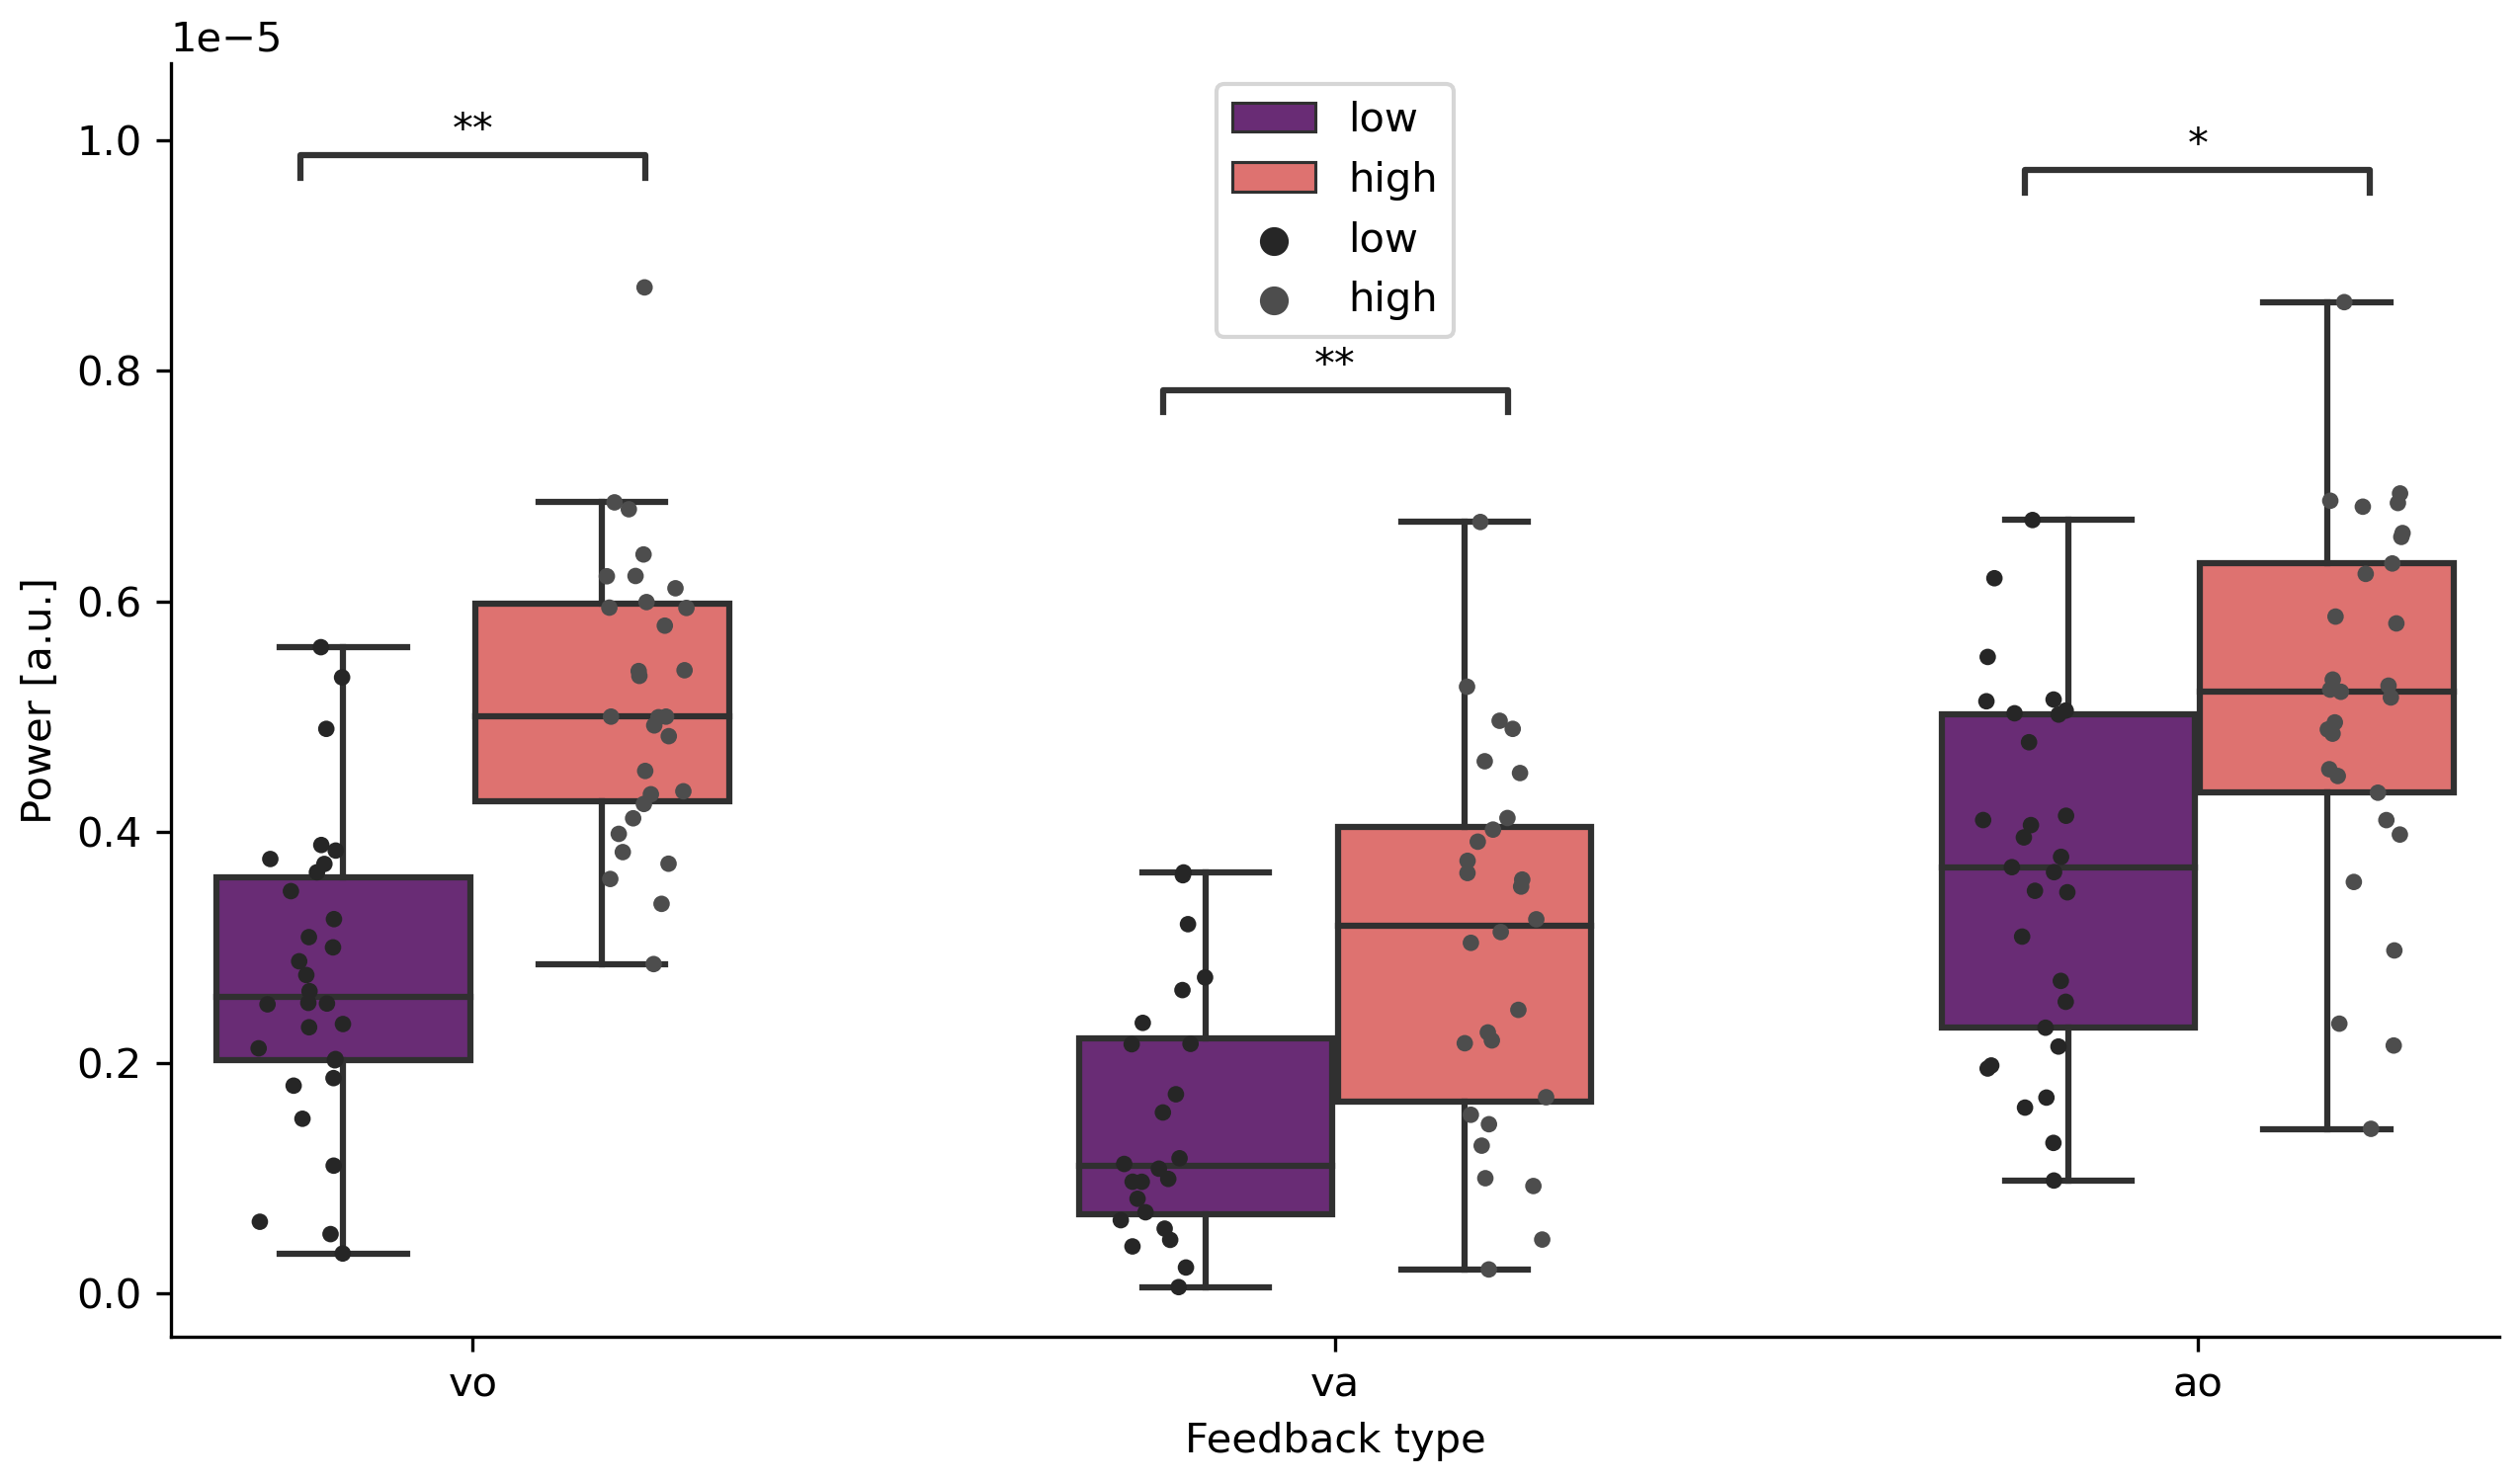 1e−5
1.0
0.8
0.6
0.4
0.2
0.0
Power [a.u.]
**
low
high
low
high
**
*
vo
va
ao
Feedback type